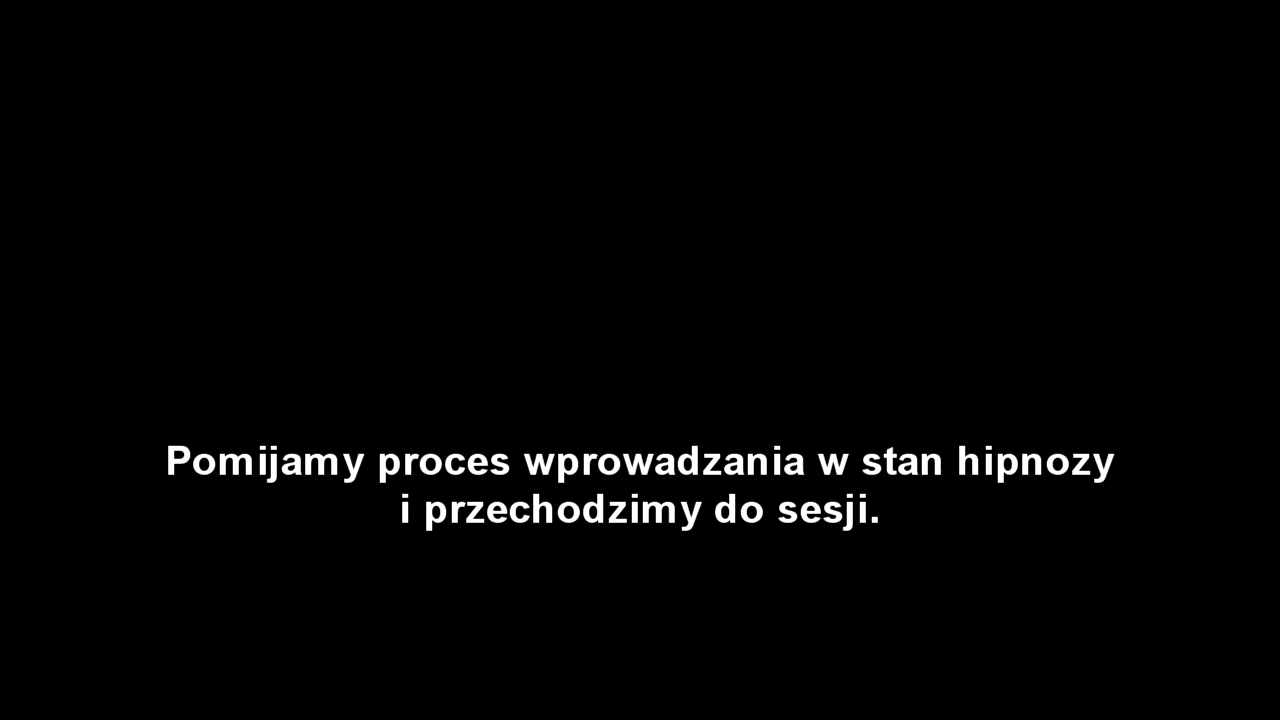 Pomijamy proces wprowadzania w stan hipnozy
i przechodzimy do sesji.